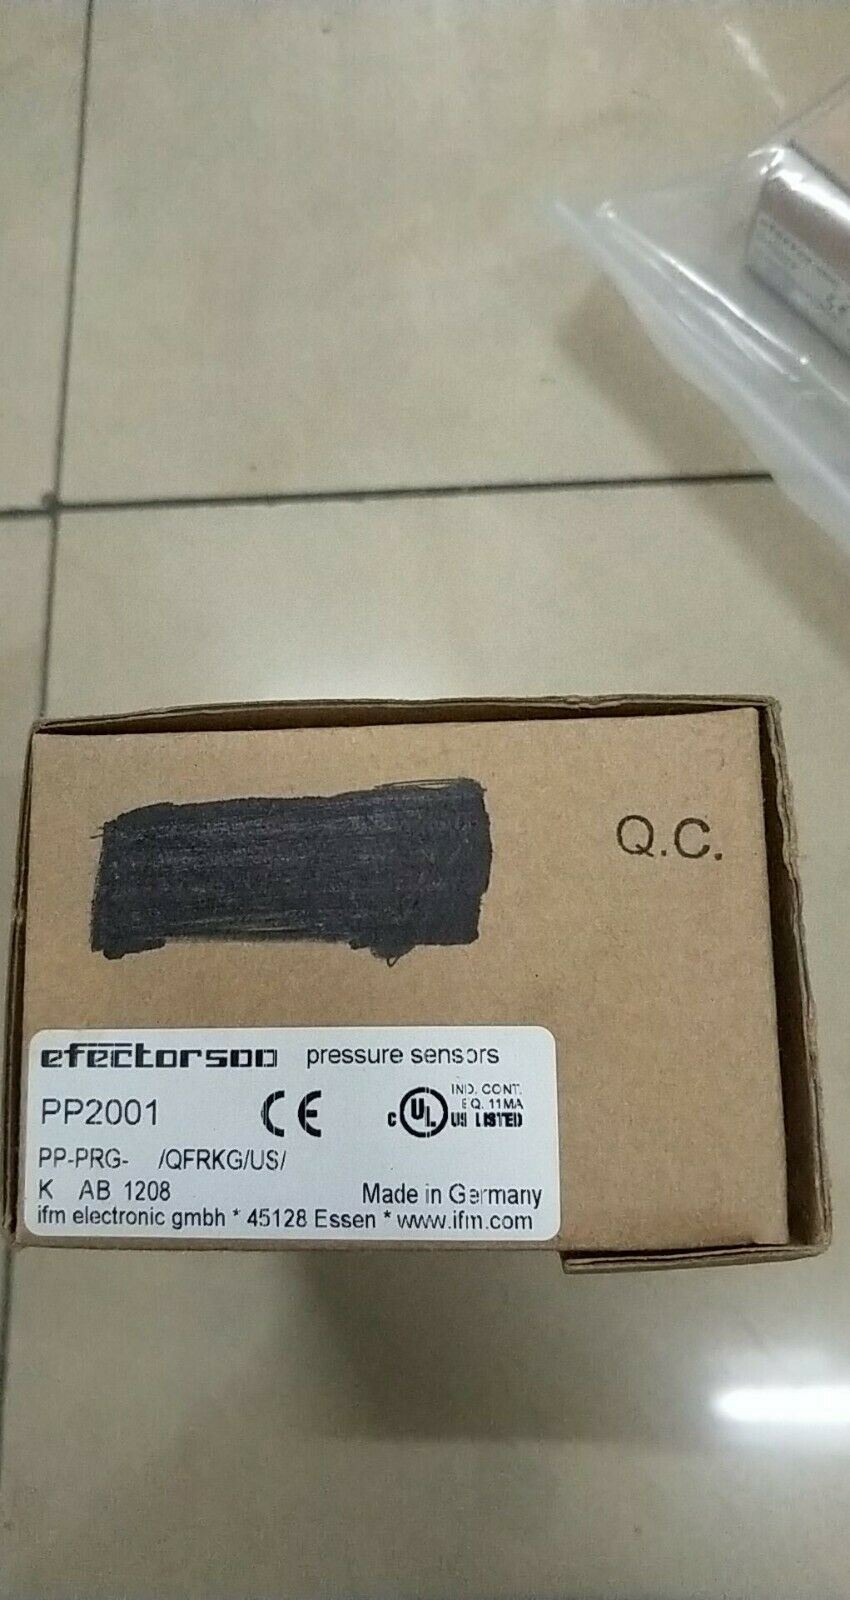 Q.C.
efector500 pressure sensors
PP2001 CE
IND. CONT.
EQ. 11MA
c UL US LISTED
PP-PRG- /QFRKG/US/
K AB 1208 Made in Germany
ifm electronic gmbh * 45128 Essen * www.ifm.com